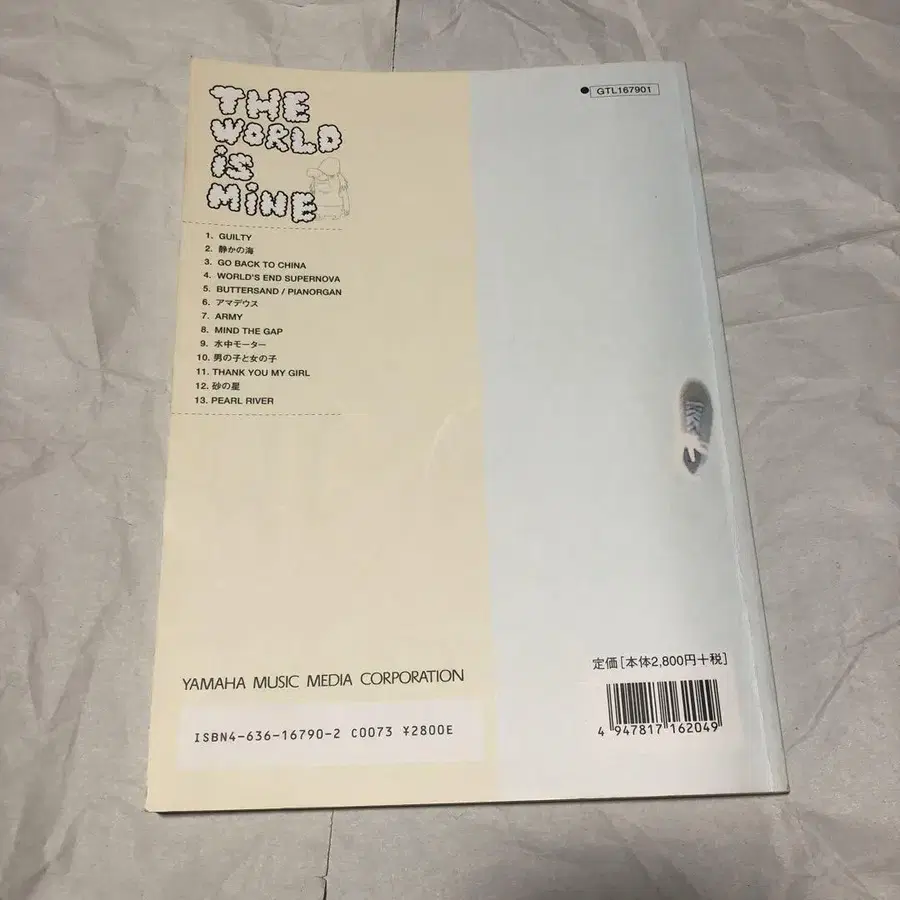 THE
WORLD
iS
MiNE
GTL167901
1. GUILTY
2. 静かの海
3. GO BACK TO CHINA
4. WORLD'S END SUPERNOVA
5. BUTTERSAND / PIANORGAN
6. アマデウス
7. ARMY
8. MIND THE GAP
9. 水中モーター
10. 男の子と女の子
11. THANK YOU MY GIRL
12. 砂の星
13. PEARL RIVER
定価[本体2,800円+税]
YAMAHA MUSIC MEDIA CORPORATION
ISBN4-636-16790-2 C0073 ¥2800E
4 947817 162049